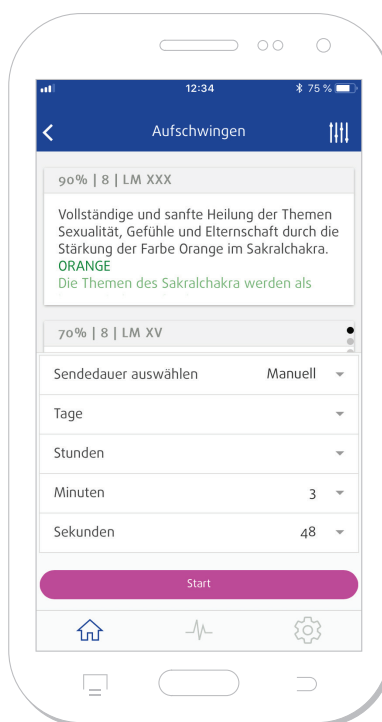 12:34
75 %
Aufschwingen
90% | 8 | LM XXX
Vollständige und sanfte Heilung der Themen
Sexualität, Gefühle und Elternschaft durch die
Stärkung der Farbe Orange im Sakralchakra.
ORANGE
Die Themen des Sakralchakra werden als
70% | 8 | LM XV
Sendedauer auswählen Manuell
Tage
Stunden
Minuten 3
Sekunden 48
Start